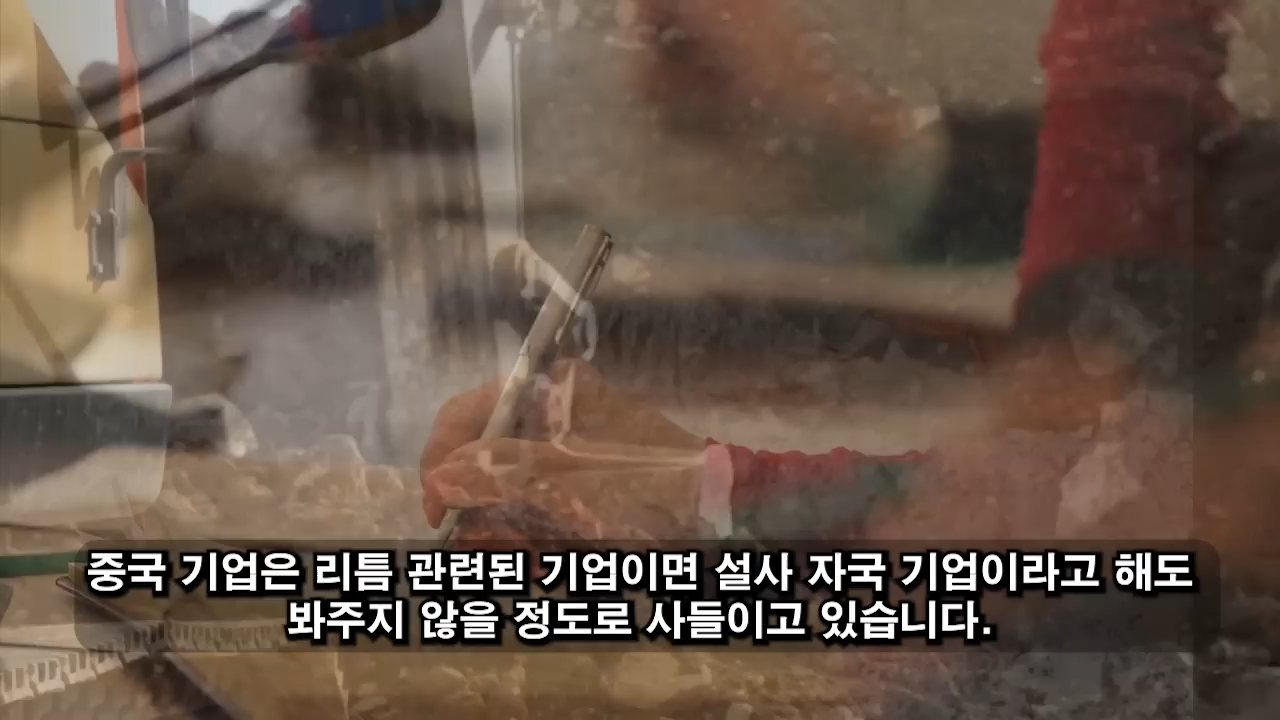 중국 기업은 리튬 관련된 기업이면 설사 자국 기업이라고 해도
봐주지 않을 정도로 사들이고 있습니다.